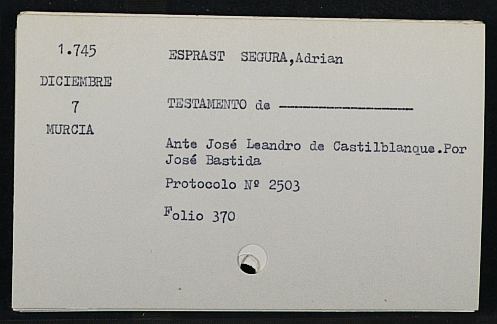 1.745
DICIEMBRE
7
MURCIA
ESPRAST SEGURA,Adrian
TESTAMENTO de ———————————
Ante José Leandro de Castilblanque.Por
José Bastida
Protocolo Nº 2503
Folio 370